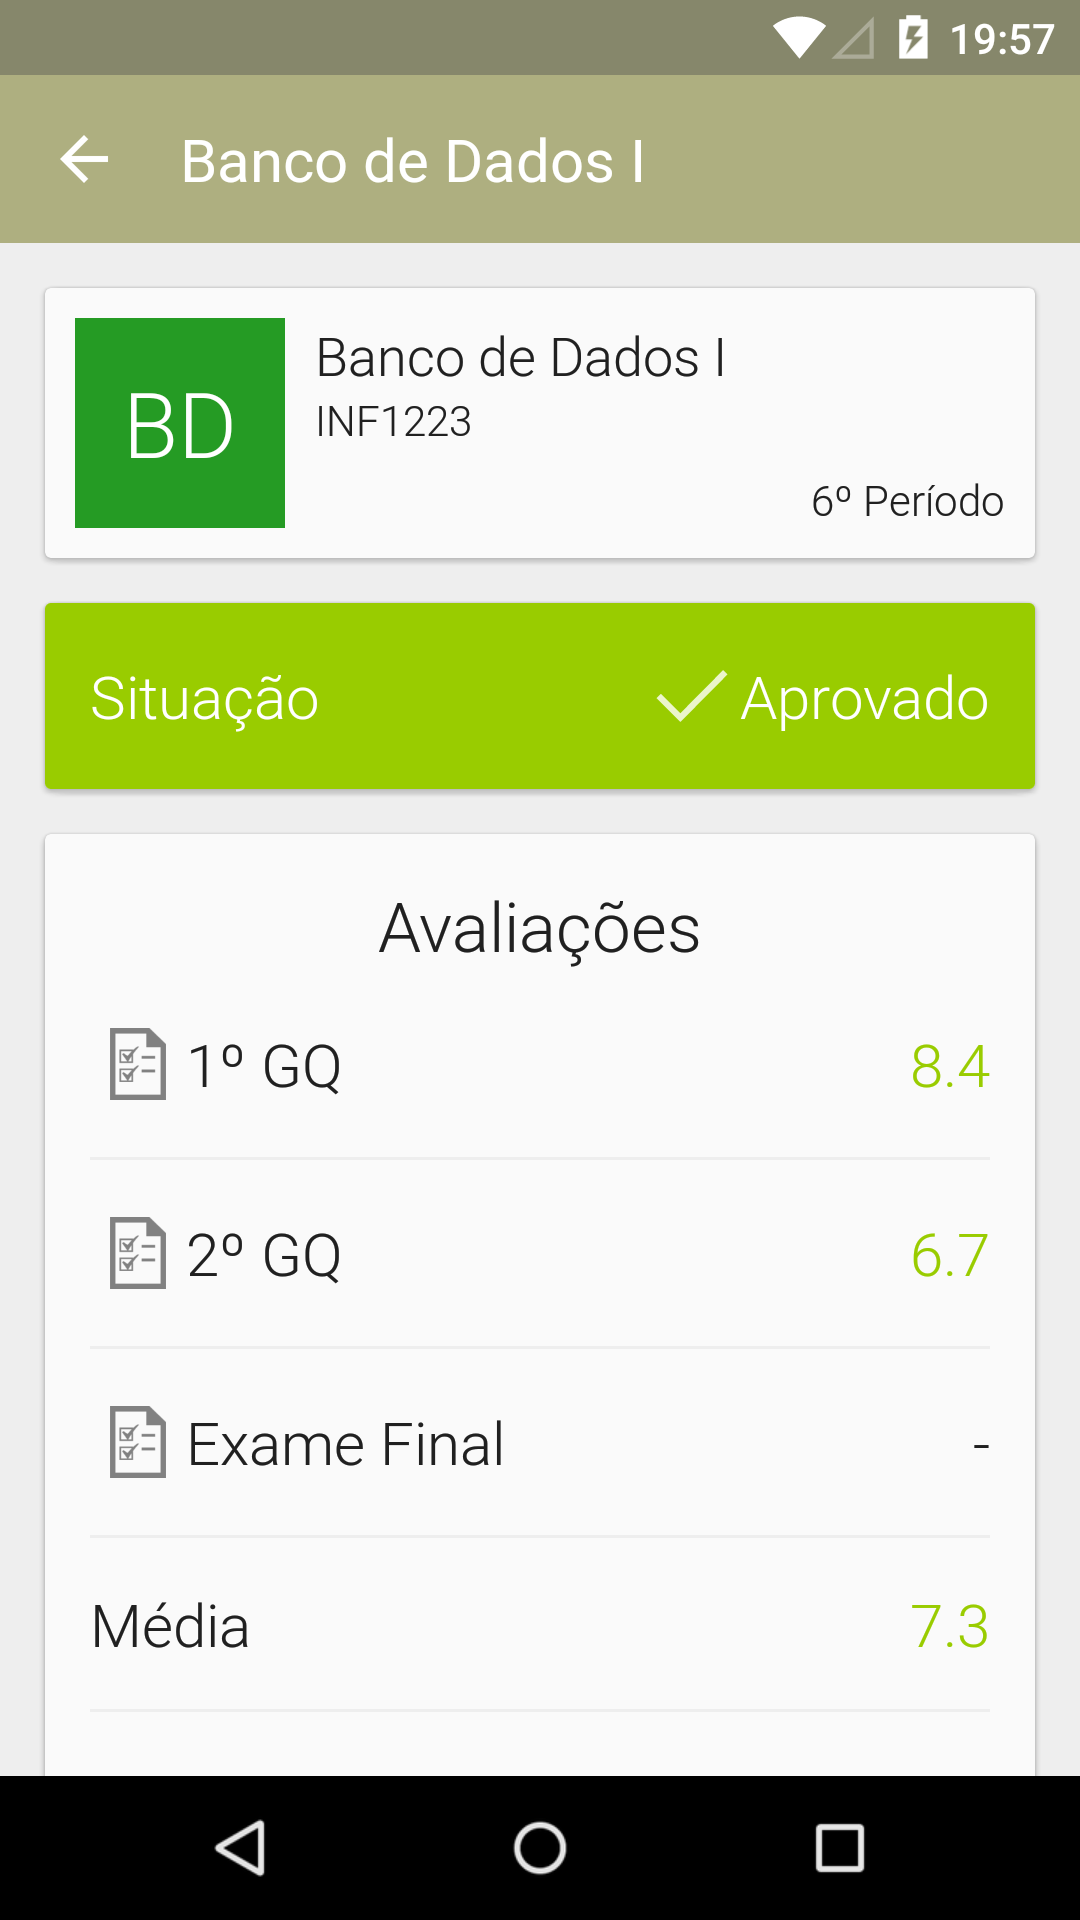 19:57
Banco de Dados I
BD
Banco de Dados I
INF1223
6º Período
Situação
Aprovado
Avaliações
1º GQ 8.4
2º GQ 6.7
Exame Final -
Média 7.3